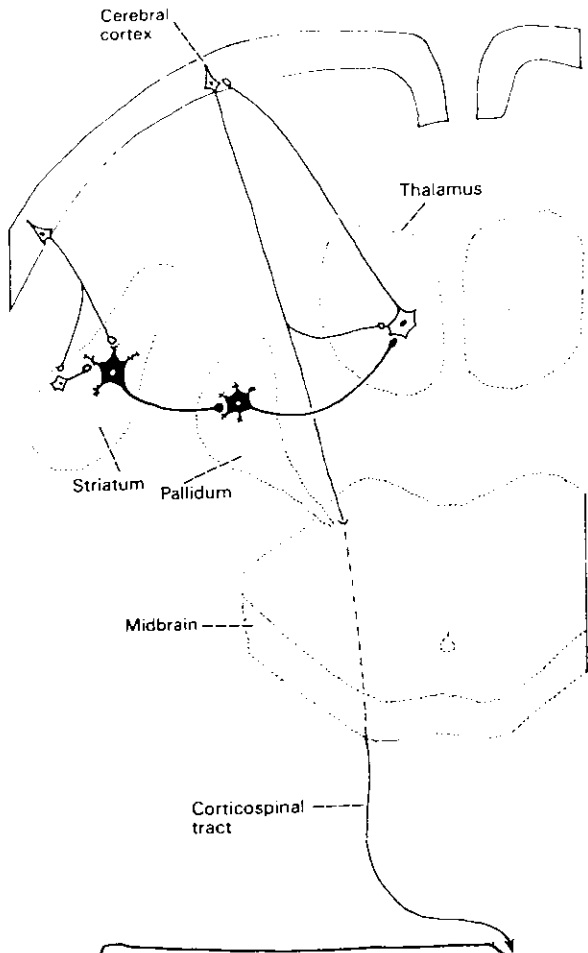 Cerebral
cortex
Thalamus
Striatum
Pallidum
Midbrain
Corticospinal
tract